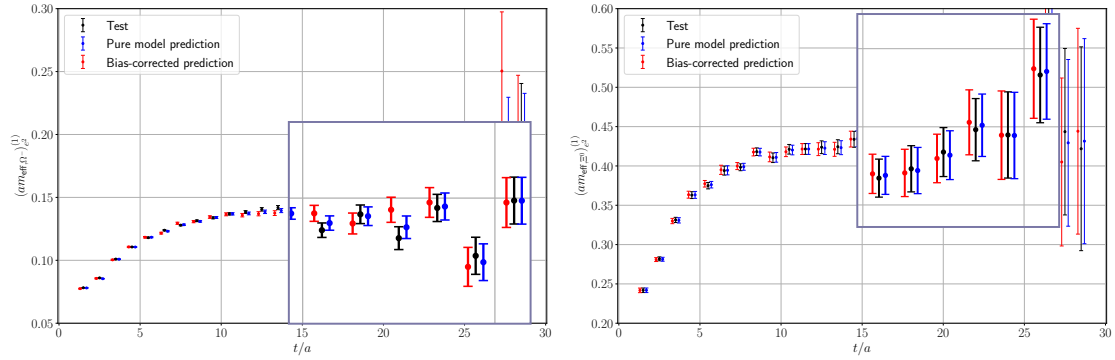 0.30
0.25
0.20
0.15
0.10
0.05
(am_{eff,Ω^-})^{(1)}_{e^2}
0 5 10 15 20 25 30
t/a
Test
Pure model prediction
Bias-corrected prediction
0.60
0.55
0.50
0.45
0.40
0.35
0.30
0.25
0.20
(am_{eff,Ξ^0})^{(1)}_{e^2}
0 5 10 15 20 25 30
t/a
Test
Pure model prediction
Bias-corrected prediction